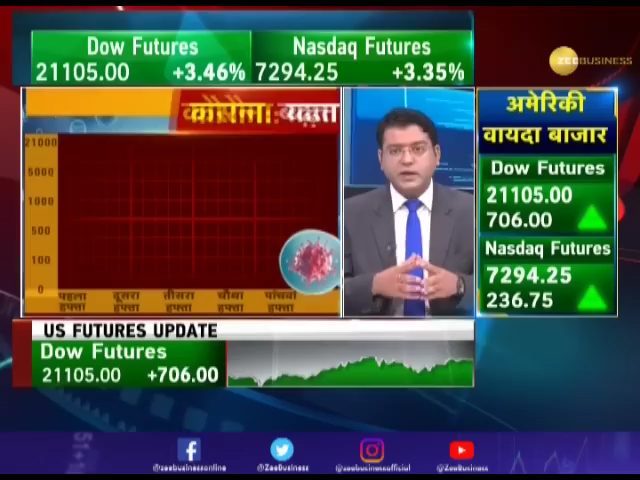 Dow Futures
21105.00 +3.46%
Nasdaq Futures
7294.25 +3.35%
ZEEBUSINESS
कोरोना:
21000
5000
1000
500
100
0
पहला हफ्ता
दूसरा हफ्ता
तीसरा हफ्ता
चौथा हफ्ता
पांचवा हफ्ता
अमेरिकी
वायदा बाजार
Dow Futures
21105.00
706.00
Nasdaq Futures
7294.25
236.75
US FUTURES UPDATE
Dow Futures
21105.00 +706.00
@zeebusinessonline
@ZeeBusiness
@zeebusinessofficial
@ZeeBusiness